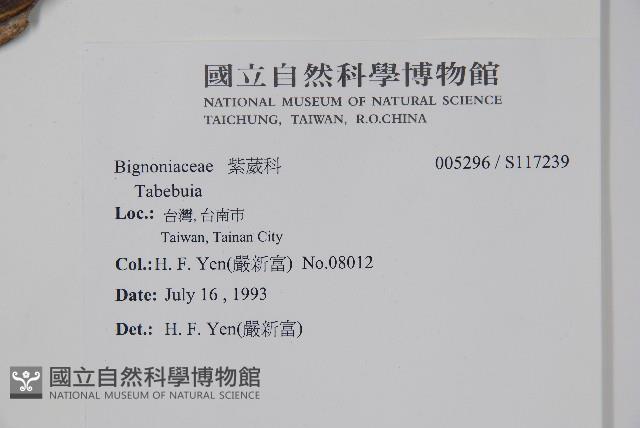 國立自然科學博物館
NATIONAL MUSEUM OF NATURAL SCIENCE
TAICHUNG, TAIWAN, R.O.CHINA
Bignoniaceae 紫葳科 005296 / S117239
Tabebuia
Loc.: 台灣, 台南市
Taiwan, Tainan City
Col.: H. F. Yen(嚴新富) No.08012
Date: July 16 , 1993
Det.: H. F. Yen(嚴新富)
國立自然科學博物館
NATIONAL MUSEUM OF NATURAL SCIENCE